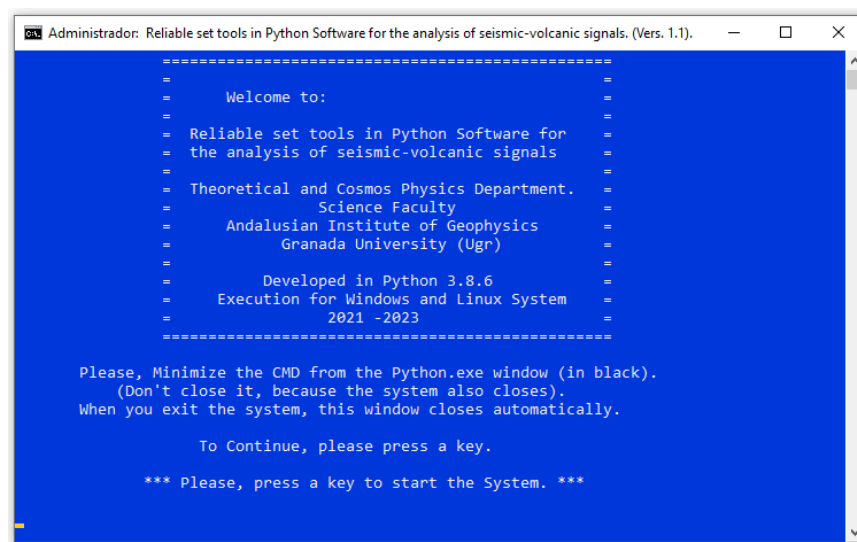 Administrador: Reliable set tools in Python Software for the analysis of seismic-volcanic signals. (Vers. 1.1).
=================================================
= =
= Welcome to: =
= =
= Reliable set tools in Python Software for =
= the analysis of seismic-volcanic signals =
= =
= Theoretical and Cosmos Physics Department. =
= Science Faculty =
= Andalusian Institute of Geophysics =
= Granada University (Ugr) =
= =
= Developed in Python 3.8.6 =
= Execution for Windows and Linux System =
= 2021 -2023 =
=================================================
Please, Minimize the CMD from the Python.exe window (in black).
(Don't close it, because the system also closes).
When you exit the system, this window closes automatically.
To Continue, please press a key.
*** Please, press a key to start the System. ***